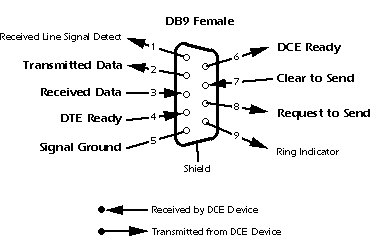 DB9 Female
Received Line Signal Detect
1
6
DCE Ready
Transmitted Data
2
7
Clear to Send
Received Data
3
8
Request to Send
DTE Ready
4
9
Ring Indicator
Signal Ground
5
Shield
Received by DCE Device
Transmitted from DCE Device